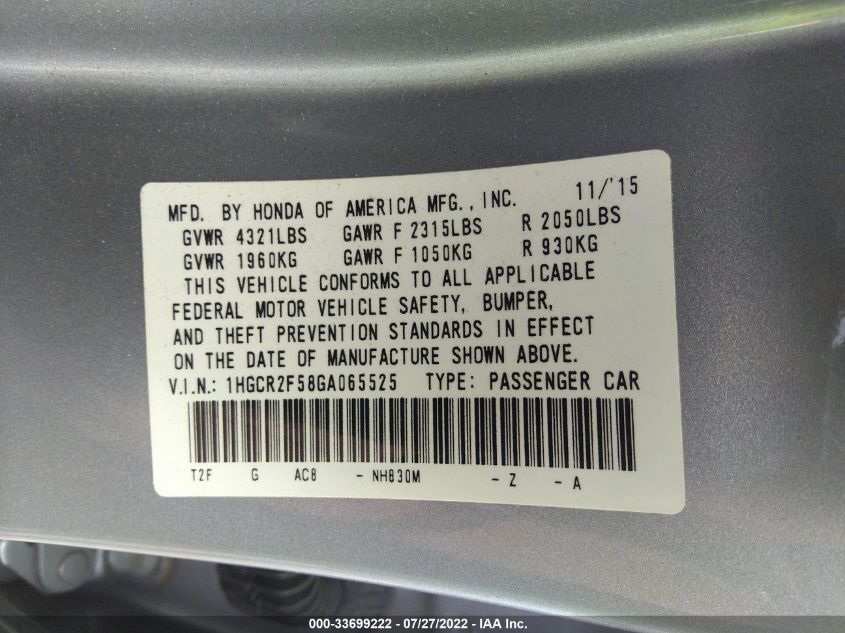 MFD. BY HONDA OF AMERICA MFG., INC. 11/'15
GVWR 4321LBS GAWR F 2315LBS R 2050LBS
GVWR 1960KG GAWR F 1050KG R 930KG
THIS VEHICLE CONFORMS TO ALL APPLICABLE
FEDERAL MOTOR VEHICLE SAFETY, BUMPER,
AND THEFT PREVENTION STANDARDS IN EFFECT
ON THE DATE OF MANUFACTURE SHOWN ABOVE.
V.I.N.: 1HGCR2F58GA065525 TYPE: PASSENGER CAR
T2F G AC8 - NH830M - Z - A
000-33699222 - 07/27/2022 - IAA Inc.